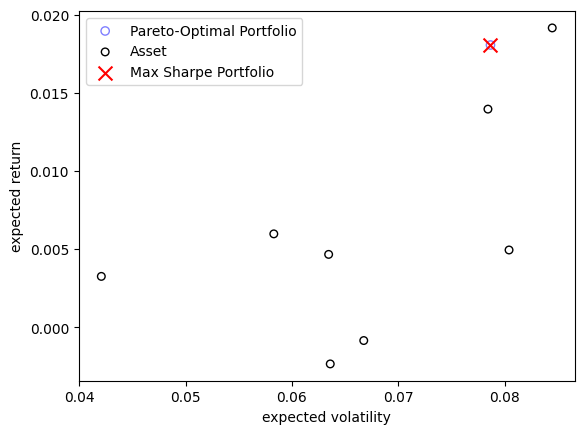 Pareto-Optimal Portfolio
Asset
Max Sharpe Portfolio
0.020
0.015
0.010
0.005
0.000
expected return
0.04 0.05 0.06 0.07 0.08
expected volatility